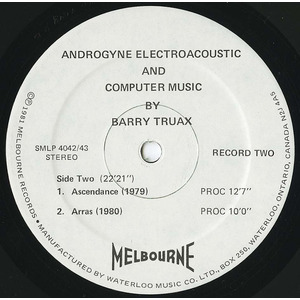 ANDROGYNE ELECTROACOUSTIC
AND
COMPUTER MUSIC
BY
BARRY TRUAX
SMLP 4042/43
STEREO
RECORD TWO
Side Two (22'21")
1. Ascendance (1979) PROC 12'7"
2. Arras (1980) PROC 10'0"
MELBOURNE
℗©1981 MELBOURNE RECORDS • MANUFACTURED BY WATERLOO MUSIC CO. LTD., BOX 250, WATERLOO, ONTARIO, CANADA N2J 4A5